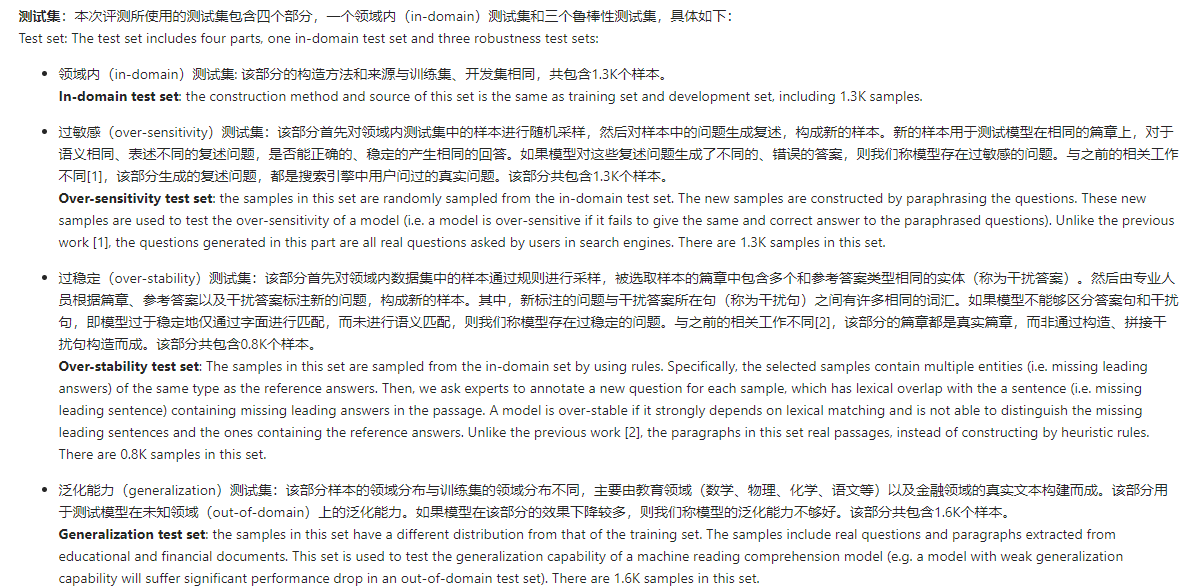 测试集：本次评测所使用的测试集包含四个部分，一个领域内（in-domain）测试集和三个鲁棒性测试集，具体如下：
Test set: The test set includes four parts, one in-domain test set and three robustness test sets:
领域内（in-domain）测试集: 该部分的构造方法和来源与训练集、开发集相同，共包含1.3K个样本。
In-domain test set: the construction method and source of this set is the same as training set and development set, including 1.3K samples.
过敏感（over-sensitivity）测试集：该部分首先对领域内测试集中的样本进行随机采样，然后对样本中的问题生成复述，构成新的样本。新的样本用于测试模型在相同的篇章上，对于
语义相同、表述不同的复述问题，是否能正确的、稳定的产生相同的回答。如果模型对这些复述问题生成了不同的、错误的答案，则我们称模型存在过敏感的问题。与之前的相关工作
不同[1]，该部分生成的复述问题，都是搜索引擎中用户问过的真实问题。该部分共包含1.3K个样本。
Over-sensitivity test set: the samples in this set are randomly sampled from the in-domain test set. The new samples are constructed by paraphrasing the questions. These new
samples are used to test the over-sensitivity of a model (i.e. a model is over-sensitive if it fails to give the same and correct answer to the paraphrased questions). Unlike the previous
work [1], the questions generated in this part are all real questions asked by users in search engines. There are 1.3K samples in this set.
过稳定（over-stability）测试集：该部分首先对领域内数据集中的样本通过规则进行采样，被选取样本的篇章中包含多个和参考答案类型相同的实体（称为干扰答案）。然后由专业人
员根据篇章、参考答案以及干扰答案标注新的问题，构成新的样本。其中，新标注的问题与干扰答案所在句（称为干扰句）之间有许多相同的词汇。如果模型不能够区分答案句和干扰
句，即模型过于稳定地仅通过字面进行匹配，而未进行语义匹配，则我们称模型存在过稳定的问题。与之前的相关工作不同[2]，该部分的篇章都是真实篇章，而非通过构造、拼接干
扰句构造而成。该部分共包含0.8K个样本。
Over-stability test set: The samples in this set are sampled from the in-domain set by using rules. Specifically, the selected samples contain multiple entities (i.e. missing leading
answers) of the same type as the reference answers. Then, we ask experts to annotate a new question for each sample, which has lexical overlap with the a sentence (i.e. missing
leading sentence) containing missing leading answers in the passage. A model is over-stable if it strongly depends on lexical matching and is not able to distinguish the missing
leading sentences and the ones containing the reference answers. Unlike the previous work [2], the paragraphs in this set real passages, instead of constructing by heuristic rules.
There are 0.8K samples in this set.
泛化能力（generalization）测试集：该部分样本的领域分布与训练集的领域分布不同，主要由教育领域（数学、物理、化学、语文等）以及金融领域的真实文本构建而成。该部分用
于测试模型在未知领域（out-of-domain）上的泛化能力。如果模型在该部分的效果下降较多，则我们称模型的泛化能力不够好。该部分共包含1.6K个样本。
Generalization test set: the samples in this set have a different distribution from that of the training set. The samples include real questions and paragraphs extracted from
educational and financial documents. This set is used to test the generalization capability of a machine reading comprehension model (e.g. a model with weak generalization
capability will suffer significant performance drop in an out-of-domain test set). There are 1.6K samples in this set.